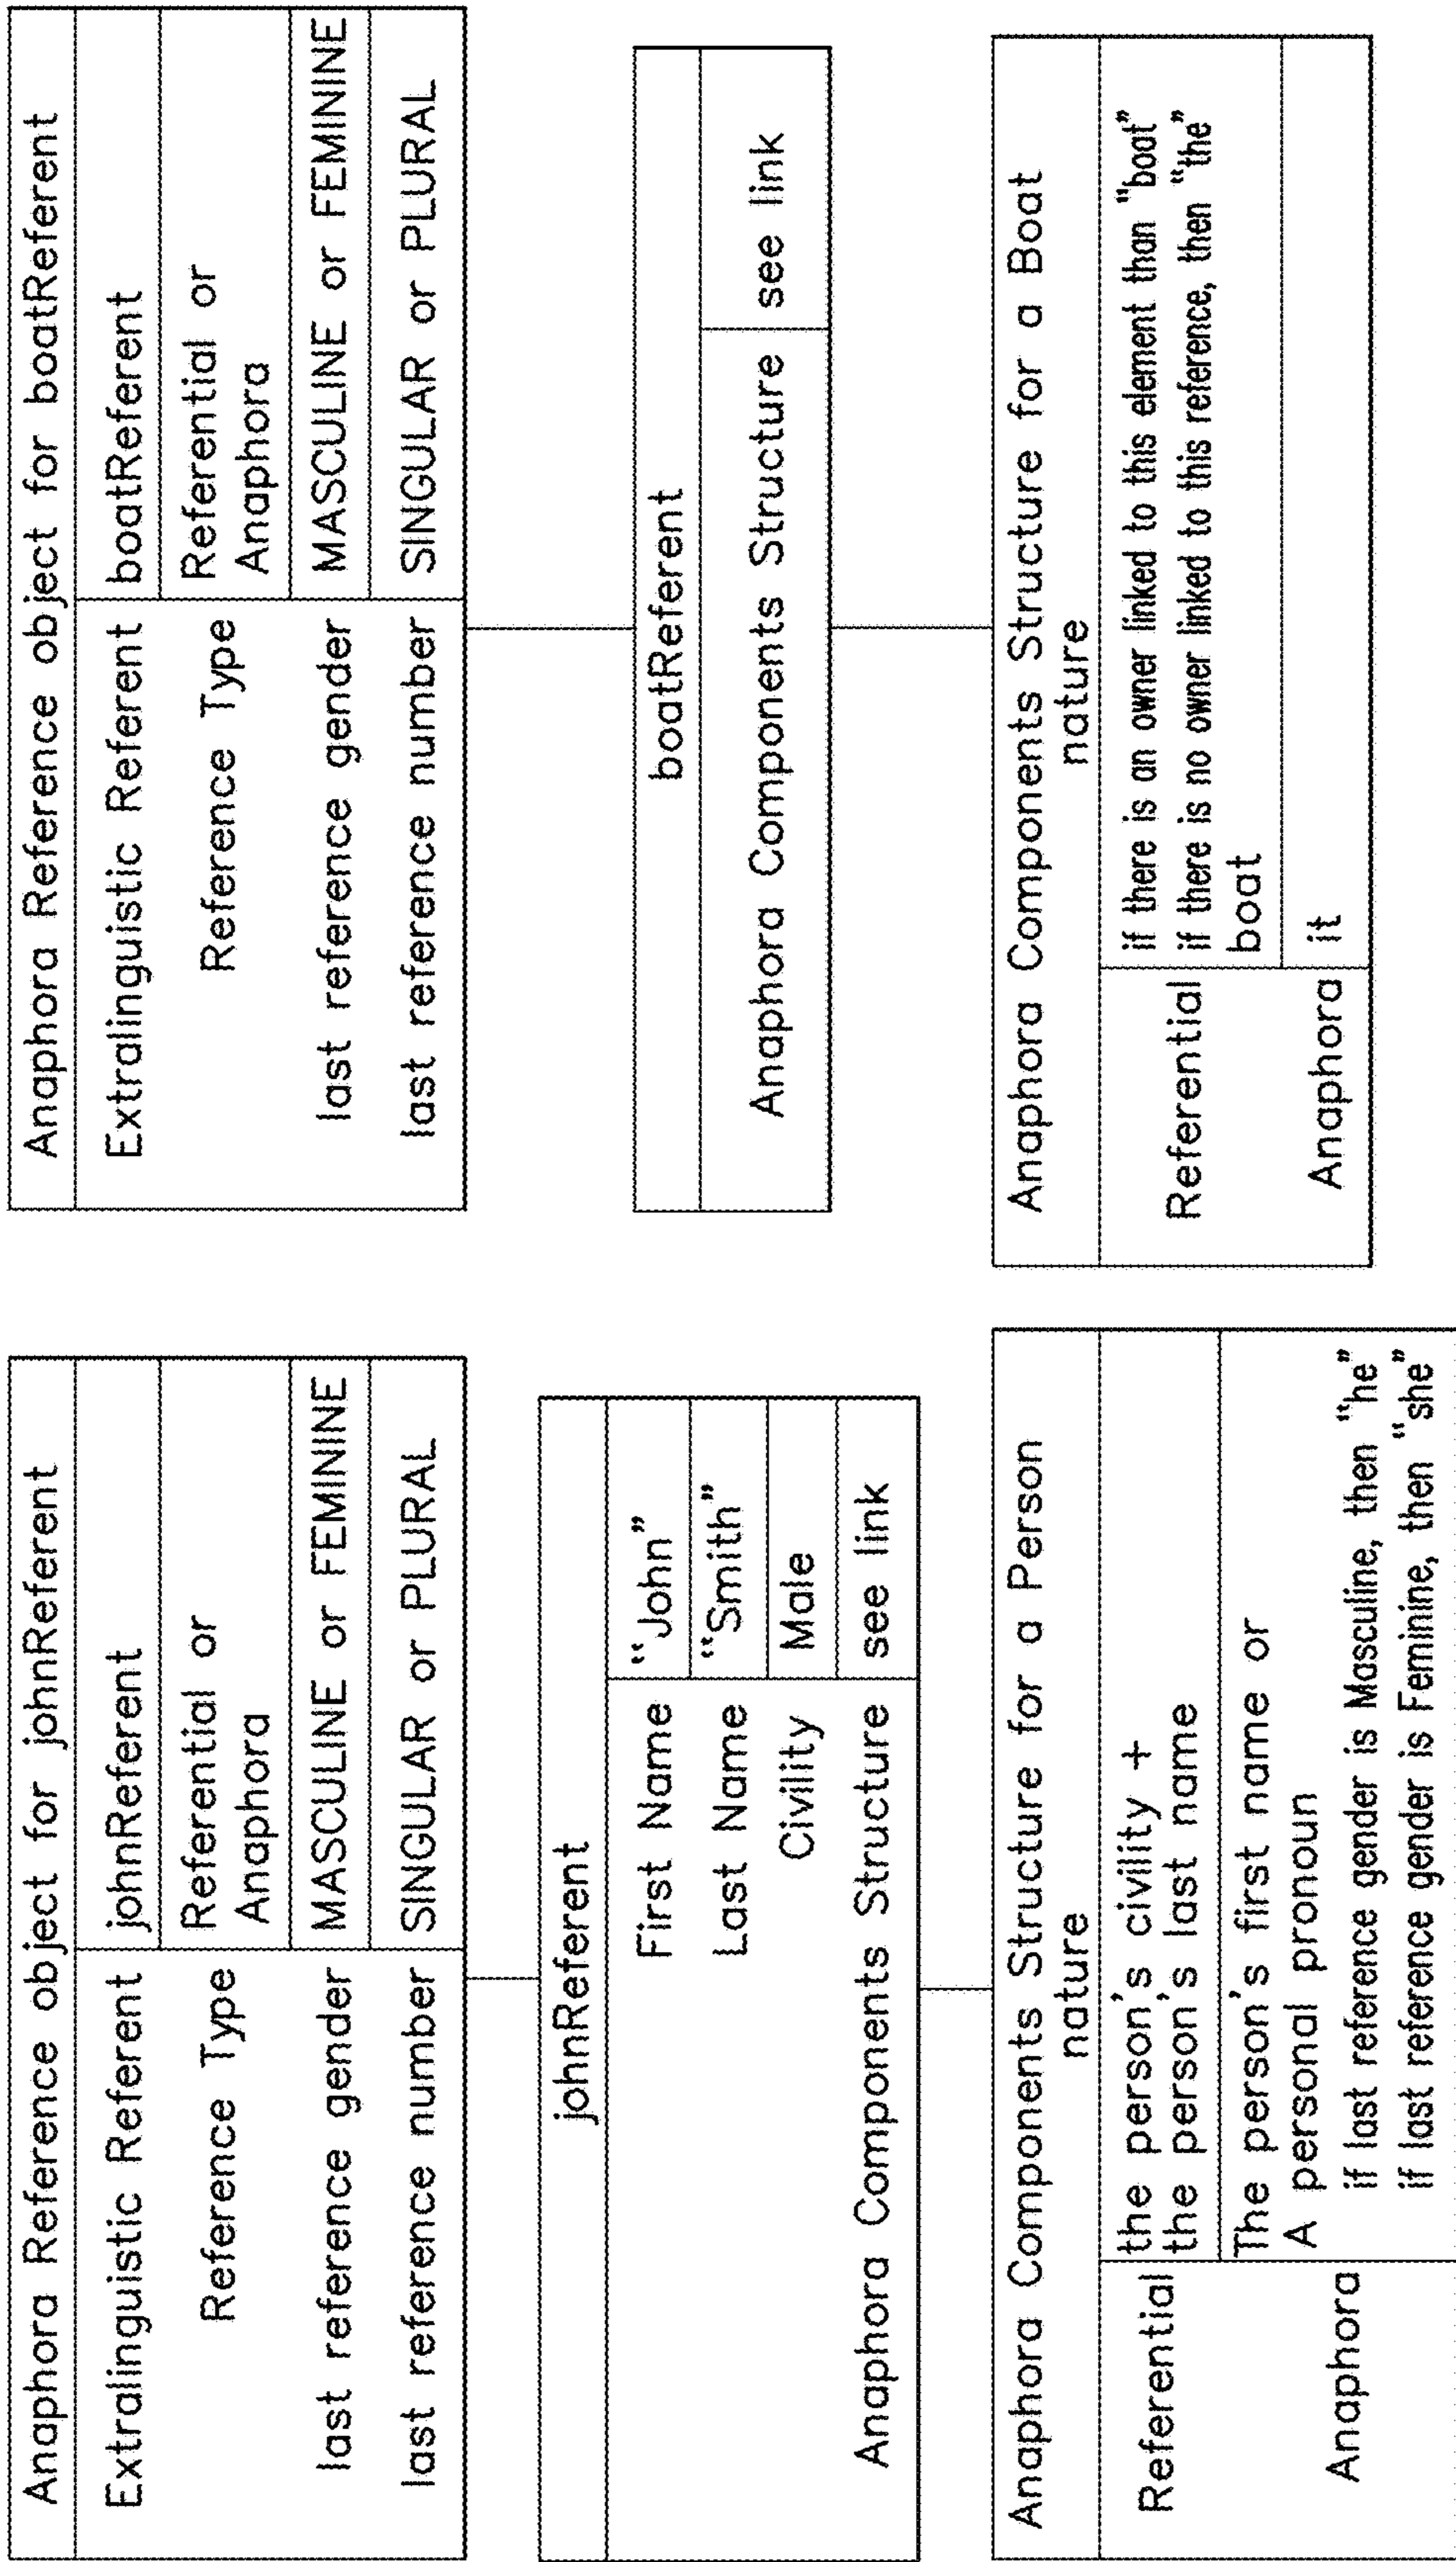 Anaphora Reference object for johnReferent
Extralinguistic Referent johnReferent
Reference Type Referential or
Anaphora
last reference gender MASCULINE or FEMININE
last reference number SINGULAR or PLURAL
johnReferent
First Name "John"
Last Name "Smith"
Civility Male
Anaphora Components Structure see link
Anaphora Components Structure for a Person
nature
Referential the person's civility +
the person's last name
Anaphora The person's first name or
A personal pronoun
if last reference gender is Masculine, then "he"
if last reference gender is Feminine, then "she"
Anaphora Reference object for boatReferent
Extralinguistic Referent boatReferent
Reference Type Referential or
Anaphora
last reference gender MASCULINE or FEMININE
last reference number SINGULAR or PLURAL
boatReferent
Anaphora Components Structure see link
Anaphora Components Structure for a Boat
nature
Referential if there is an owner linked to this element than "boat"
if there is no owner linked to this reference, then "the"
boat
Anaphora it